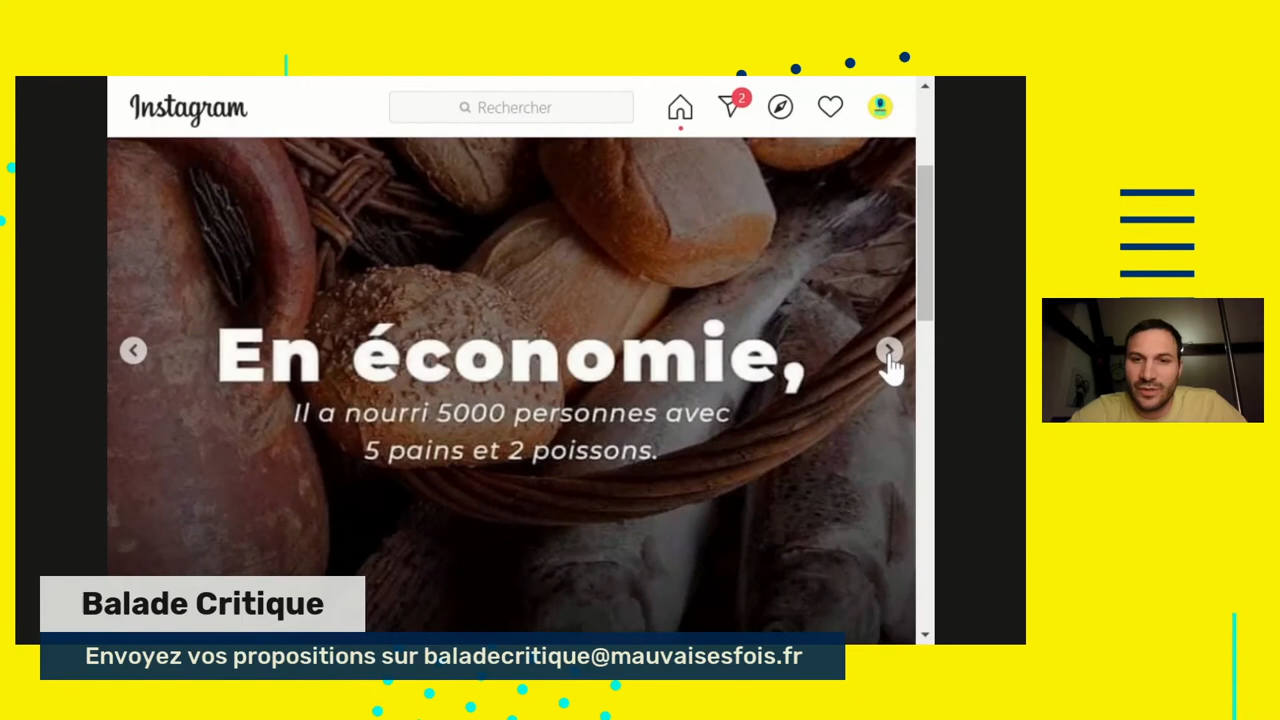 Instagram
Rechercher
2
En économie,
Il a nourri 5000 personnes avec
5 pains et 2 poissons.
Balade Critique
Envoyez vos propositions sur baladecritique@mauvaisesfois.fr